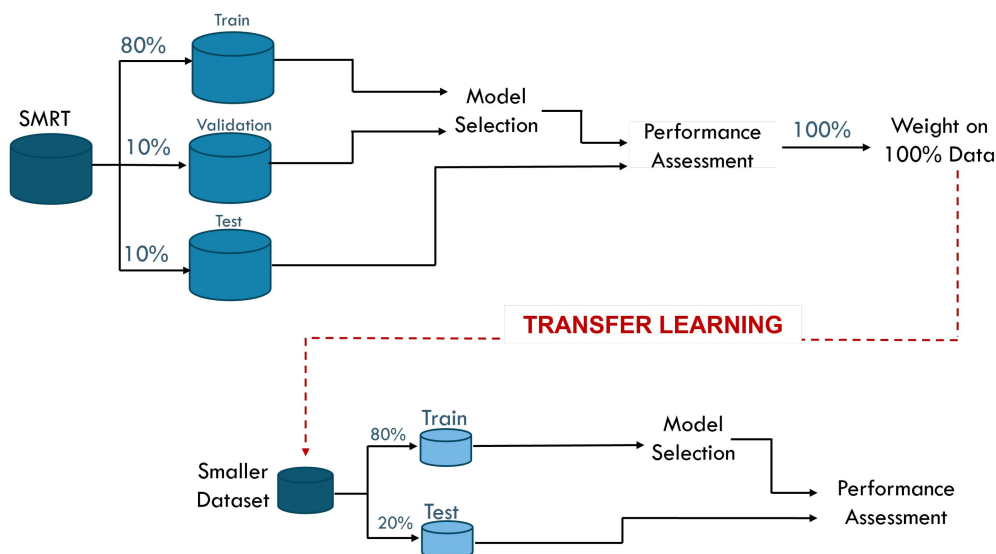 SMRT
80%
Train
10%
Validation
10%
Test
Model
Selection
Performance
Assessment
100%
Weight on
100% Data
TRANSFER LEARNING
Smaller
Dataset
80%
Train
20%
Test
Model
Selection
Performance
Assessment